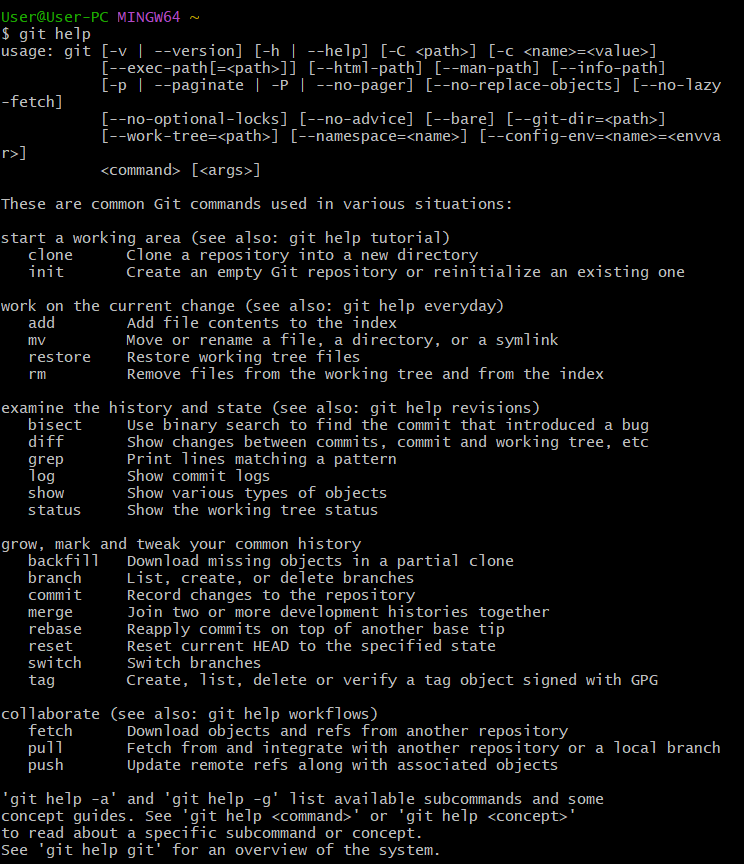 User@User-PC MINGW64 ~
$ git help
usage: git [-v | --version] [-h | --help] [-C <path>] [-c <name>=<value>]
           [--exec-path[=<path>]] [--html-path] [--man-path] [--info-path]
           [-p | --paginate | -P | --no-pager] [--no-replace-objects] [--no-lazy
-fetch]
           [--no-optional-locks] [--no-advice] [--bare] [--git-dir=<path>]
           [--work-tree=<path>] [--namespace=<name>] [--config-env=<name>=<envva
r>]
           <command> [<args>]

These are common Git commands used in various situations:

start a working area (see also: git help tutorial)
   clone      Clone a repository into a new directory
   init       Create an empty Git repository or reinitialize an existing one

work on the current change (see also: git help everyday)
   add        Add file contents to the index
   mv         Move or rename a file, a directory, or a symlink
   restore    Restore working tree files
   rm         Remove files from the working tree and from the index

examine the history and state (see also: git help revisions)
   bisect     Use binary search to find the commit that introduced a bug
   diff       Show changes between commits, commit and working tree, etc
   grep       Print lines matching a pattern
   log        Show commit logs
   show       Show various types of objects
   status     Show the working tree status

grow, mark and tweak your common history
   backfill   Download missing objects in a partial clone
   branch     List, create, or delete branches
   commit     Record changes to the repository
   merge      Join two or more development histories together
   rebase     Reapply commits on top of another base tip
   reset      Reset current HEAD to the specified state
   switch     Switch branches
   tag        Create, list, delete or verify a tag object signed with GPG

collaborate (see also: git help workflows)
   fetch      Download objects and refs from another repository
   pull       Fetch from and integrate with another repository or a local branch
   push       Update remote refs along with associated objects

'git help -a' and 'git help -g' list available subcommands and some
concept guides. See 'git help <command>' or 'git help <concept>'
to read about a specific subcommand or concept.
See 'git help git' for an overview of the system.